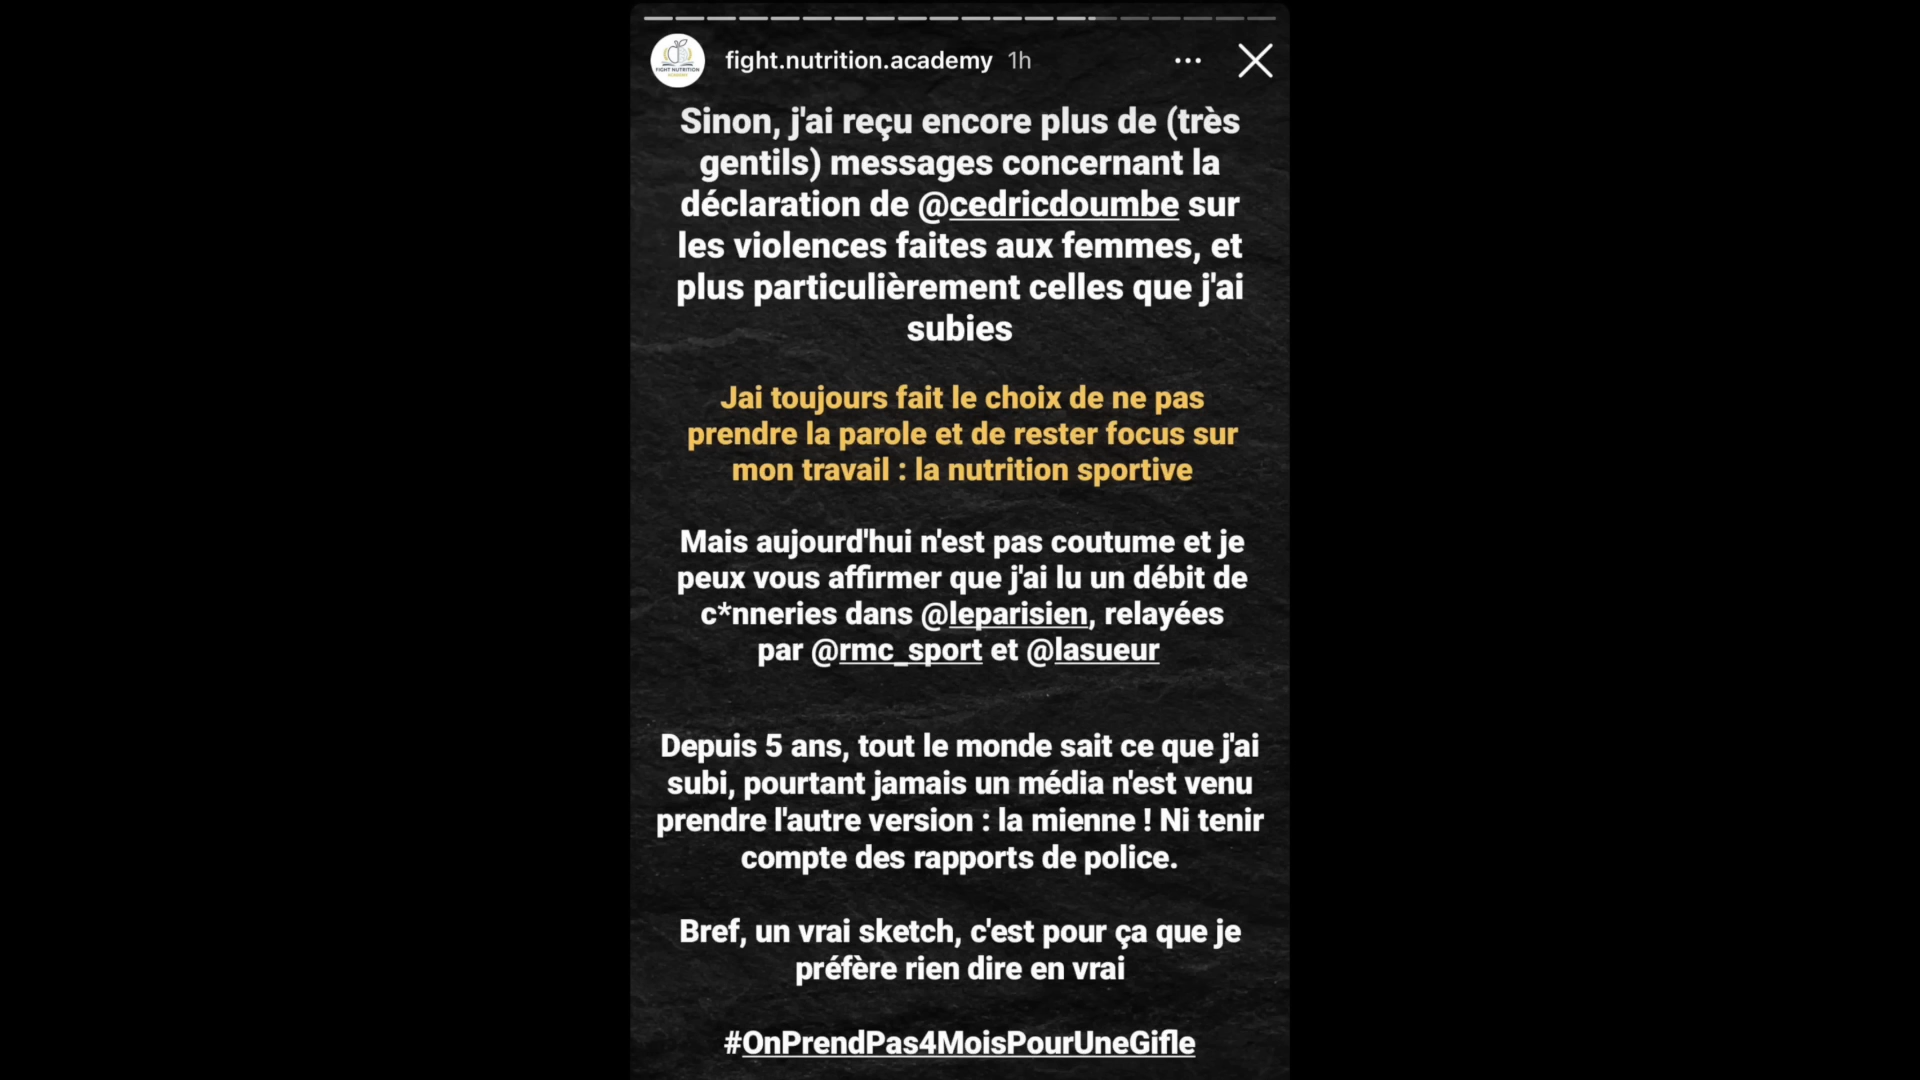 fight.nutrition.academy 1h
FIGHT NUTRITION
ACADEMY
Sinon, j'ai reçu encore plus de (très
gentils) messages concernant la
déclaration de @cedricdoumbe sur
les violences faites aux femmes, et
plus particulièrement celles que j'ai
subies
Jai toujours fait le choix de ne pas
prendre la parole et de rester focus sur
mon travail : la nutrition sportive
Mais aujourd'hui n'est pas coutume et je
peux vous affirmer que j'ai lu un débit de
c*nneries dans @leparisien, relayées
par @rmc_sport et @lasueur
Depuis 5 ans, tout le monde sait ce que j'ai
subi, pourtant jamais un média n'est venu
prendre l'autre version : la mienne ! Ni tenir
compte des rapports de police.
Bref, un vrai sketch, c'est pour ça que je
préfère rien dire en vrai
#OnPrendPas4MoisPourUneGifle